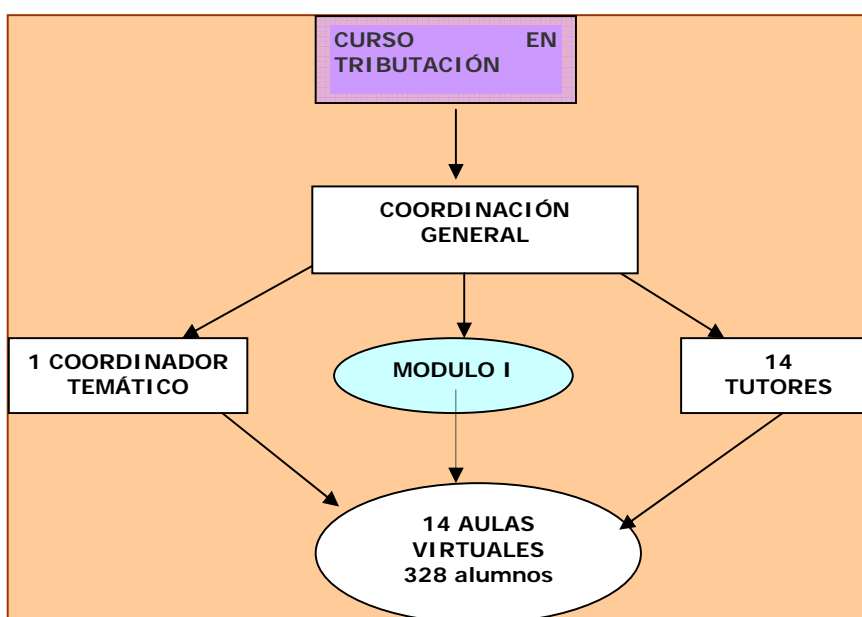 CURSO EN
TRIBUTACIÓN
COORDINACIÓN
GENERAL
1 COORDINADOR
TEMÁTICO
MODULO I
14
TUTORES
14 AULAS
VIRTUALES
328 alumnos